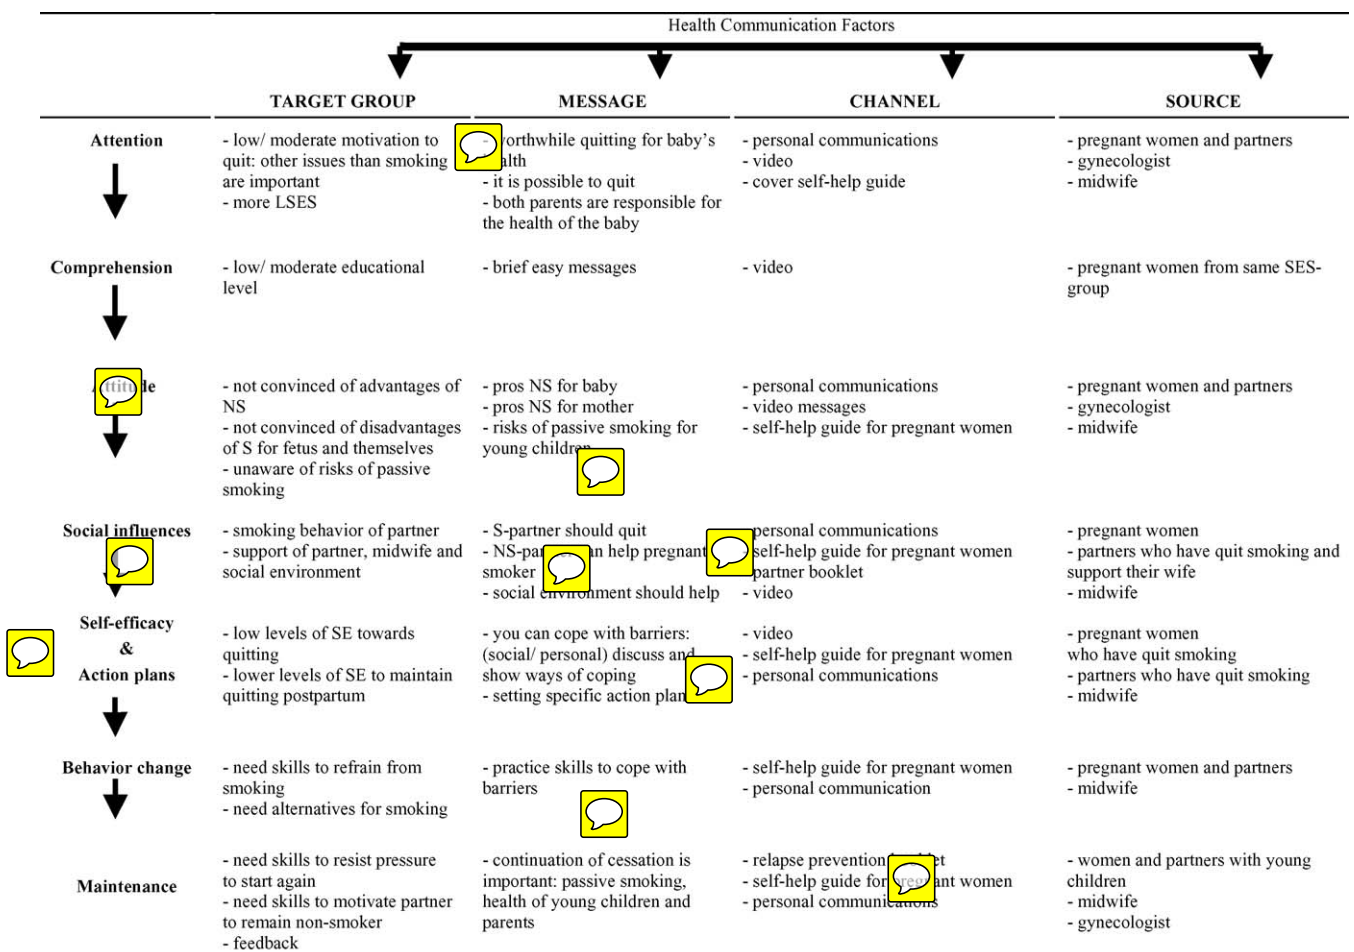 Health Communication Factors
TARGET GROUP
MESSAGE
CHANNEL
SOURCE
Attention
- low/ moderate motivation to
quit: other issues than smoking
are important
- more LSES
- worthwhile quitting for baby's
health
- it is possible to quit
- both parents are responsible for
the health of the baby
- personal communications
- video
- cover self-help guide
- pregnant women and partners
- gynecologist
- midwife
Comprehension
- low/ moderate educational
level
- brief easy messages
- video
- pregnant women from same SES-
group
Attitude
- not convinced of advantages of
NS
- not convinced of disadvantages
of S for fetus and themselves
- unaware of risks of passive
smoking
- pros NS for baby
- pros NS for mother
- risks of passive smoking for
young children
- personal communications
- video messages
- self-help guide for pregnant women
- pregnant women and partners
- gynecologist
- midwife
Social influences
- smoking behavior of partner
- support of partner, midwife and
social environment
- S-partner should quit
- NS-partner can help pregnant
smoker
- social environment should help
- personal communications
- self-help guide for pregnant women
- partner booklet
- video
- pregnant women
- partners who have quit smoking and
support their wife
- midwife
Self-efficacy
&
Action plans
- low levels of SE towards
quitting
- lower levels of SE to maintain
quitting postpartum
- you can cope with barriers:
(social/ personal) discuss and
show ways of coping
- setting specific action plans
- video
- self-help guide for pregnant women
- personal communications
- pregnant women
who have quit smoking
- partners who have quit smoking
- midwife
Behavior change
- need skills to refrain from
smoking
- need alternatives for smoking
- practice skills to cope with
barriers
- self-help guide for pregnant women
- personal communication
- pregnant women and partners
- midwife
Maintenance
- need skills to resist pressure
to start again
- need skills to motivate partner
to remain non-smoker
- feedback
- continuation of cessation is
important: passive smoking,
health of young children and
parents
- relapse prevention booklet
- self-help guide for pregnant women
- personal communications
- women and partners with young
children
- midwife
- gynecologist